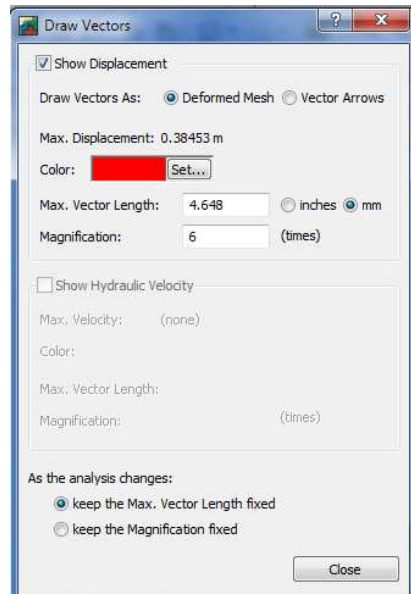 Draw Vectors
Show Displacement
Draw Vectors As: Deformed Mesh Vector Arrows
Max. Displacement: 0.38453 m
Color: Set...
Max. Vector Length: 4.648 inches mm
Magnification: 6 (times)
Show Hydraulic Velocity
Max. Velocity: (none)
Color:
Max. Vector Length:
Magnification: (times)
As the analysis changes:
keep the Max. Vector Length fixed
keep the Magnification fixed
Close